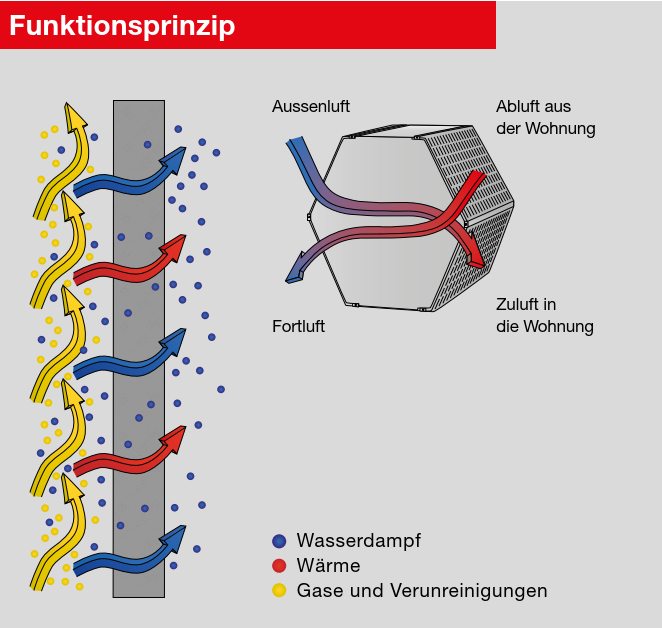 Funktionsprinzip
Aussenluft
Abluft aus
der Wohnung
Fortluft
Zuluft in
die Wohnung
Wasserdampf
Wärme
Gase und Verunreinigungen